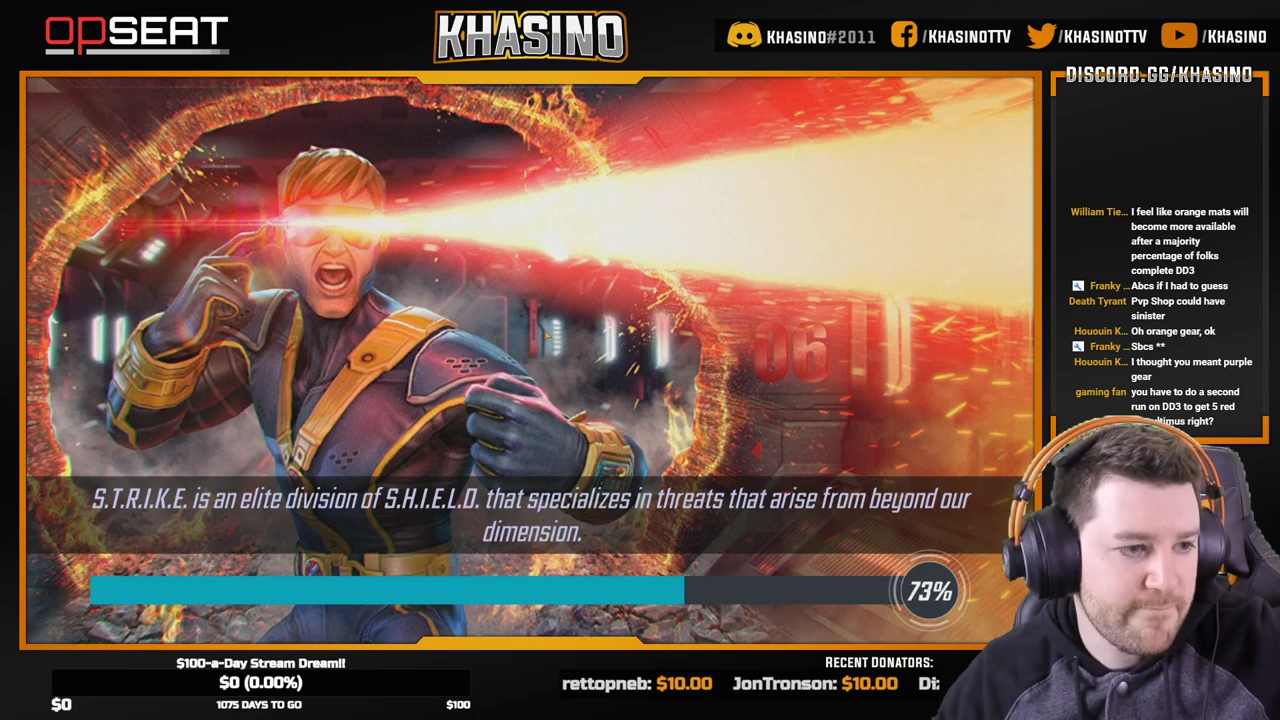 opSEAT
KHASINO
KHASINO#2011
/KHASINOTTV
/KHASINOTTV
/KHASINO
DISCORD.GG/KHASINO
William Tie... I feel like orange mats will
become more available
after a majority
percentage of folks
complete DD3
Franky ... Abcs if I had to guess
Death Tyrant Pvp Shop could have
sinister
Hououin K... Oh orange gear, ok
Franky ... Sbcs **
Hououin K... I thought you meant purple
gear
gaming fan you have to do a second
run on DD3 to get 5 red
right?
06
S.T.R.I.K.E. is an elite division of S.H.I.E.L.D. that specializes in threats that arise from beyond our
dimension.
73%
$100-a-Day Stream Dream!!
$0 (0.00%)
$0
1075 DAYS TO GO
$100
RECENT DONATORS:
rettopneb: $10.00 JonTronson: $10.00